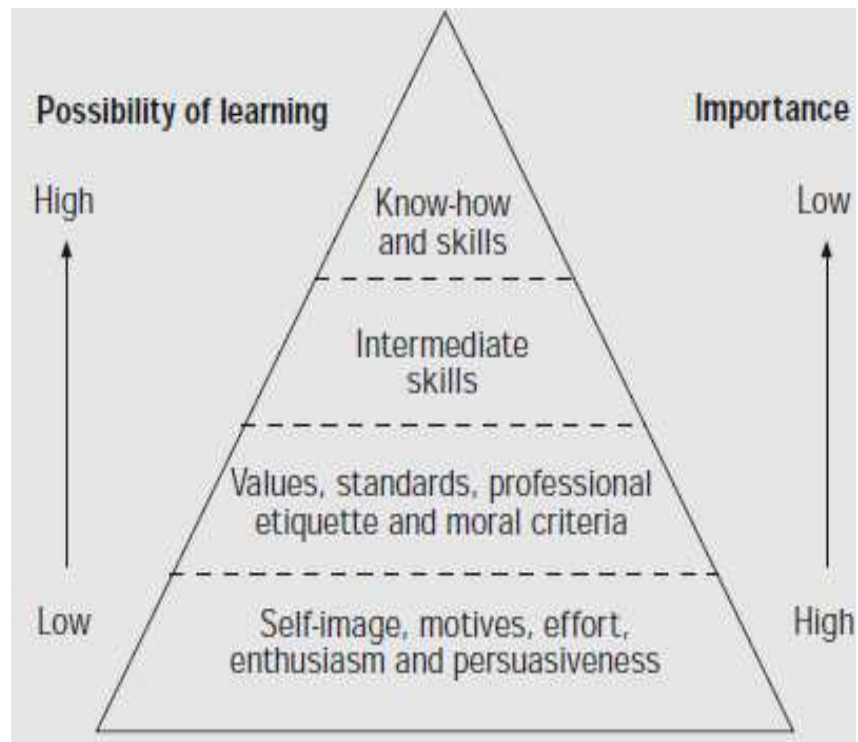 Possibility of learning
Importance
High
Low
Know-how
and skills
Intermediate
skills
Values, standards, professional
etiquette and moral criteria
Low
High
Self-image, motives, effort,
enthusiasm and persuasiveness